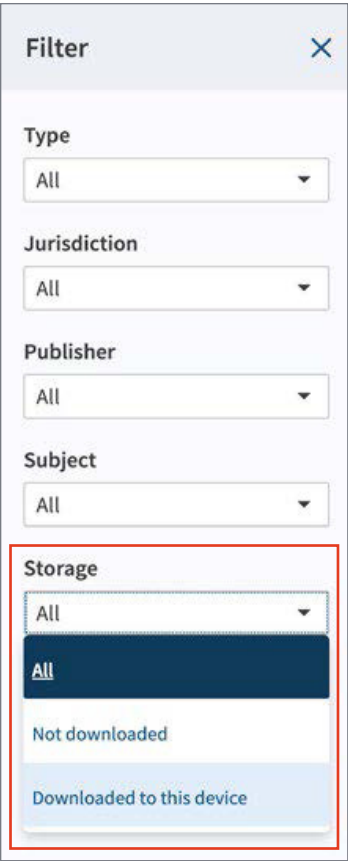 Filter
Type
All
Jurisdiction
All
Publisher
All
Subject
All
Storage
All
All
Not downloaded
Downloaded to this device